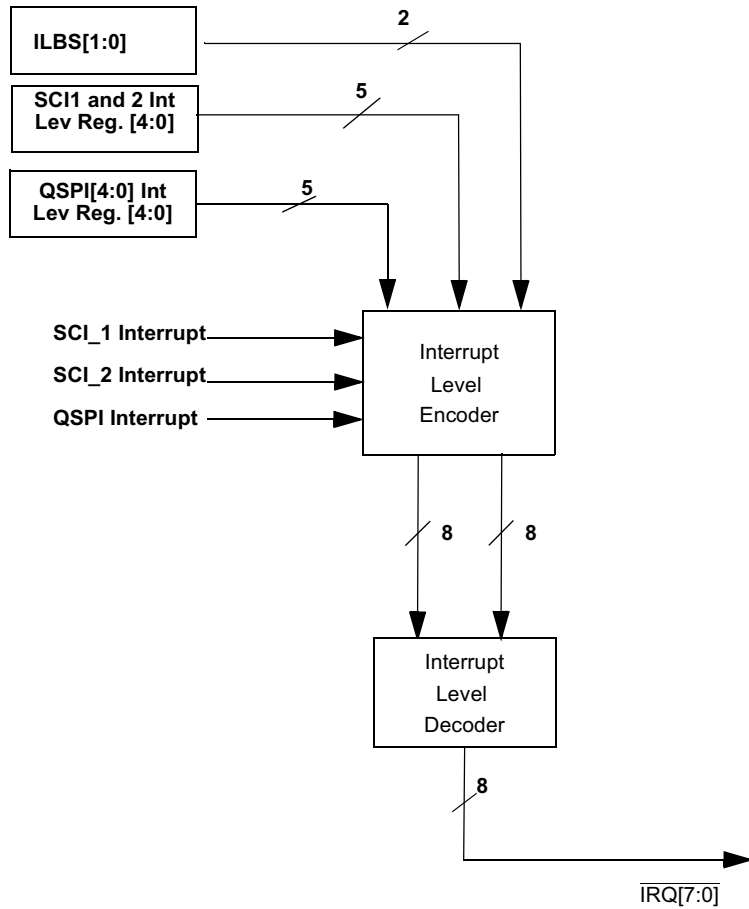 2
ILBS[1:0]
5
SCI1 and 2 Int
Lev Reg. [4:0]
5
QSPI[4:0] Int
Lev Reg. [4:0]
SCI_1 Interrupt
SCI_2 Interrupt
QSPI Interrupt
Interrupt
Level
Encoder
8
8
Interrupt
Level
Decoder
8
IRQ[7:0]